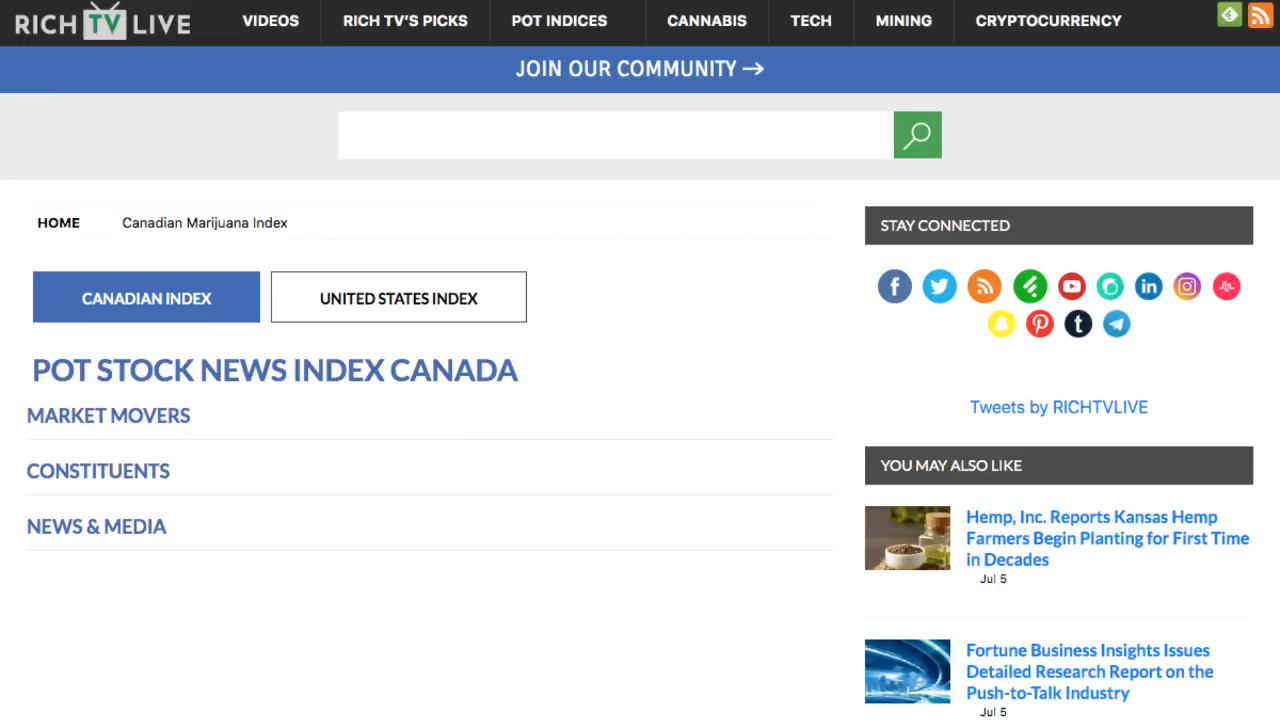 RICH TV LIVE
VIDEOS
RICH TV'S PICKS
POT INDICES
CANNABIS
TECH
MINING
CRYPTOCURRENCY
JOIN OUR COMMUNITY →
HOME
Canadian Marijuana Index
CANADIAN INDEX
UNITED STATES INDEX
POT STOCK NEWS INDEX CANADA
MARKET MOVERS
CONSTITUENTS
NEWS & MEDIA
STAY CONNECTED
Tweets by RICHTVLIVE
YOU MAY ALSO LIKE
Hemp, Inc. Reports Kansas Hemp
Farmers Begin Planting for First Time
in Decades
Jul 5
Fortune Business Insights Issues
Detailed Research Report on the
Push-to-Talk Industry
Jul 5